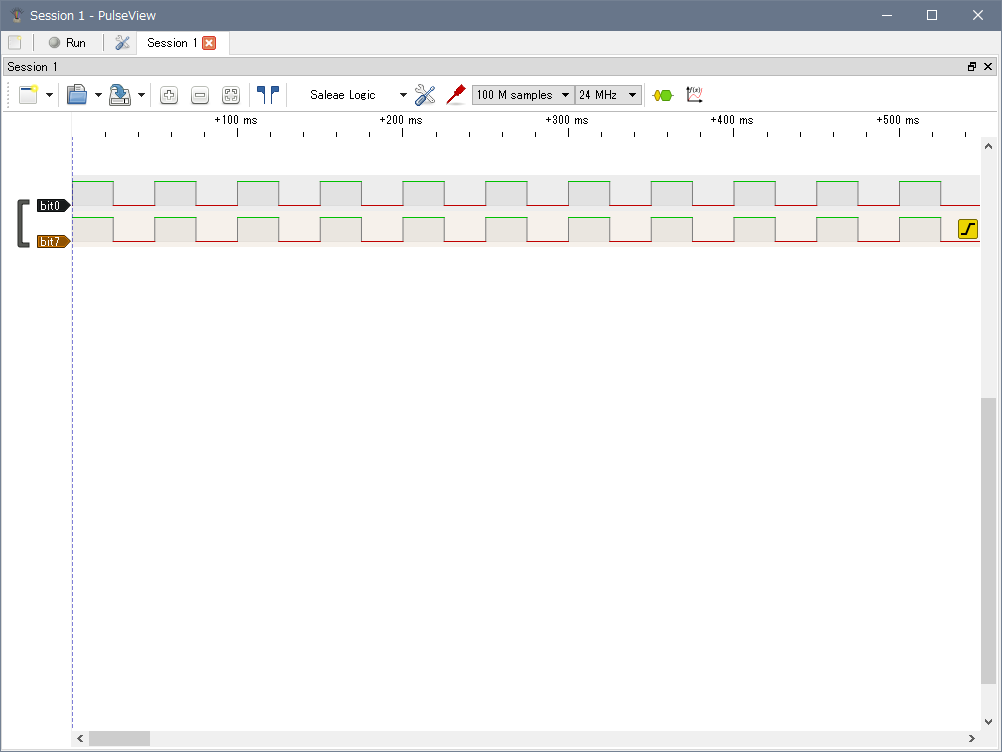 Session 1 - PulseView
Run
Session 1
Session 1
Saleae Logic
100 M samples
24 MHz
f(x)
+100 ms +200 ms +300 ms +400 ms +500 ms
bit0
bit7